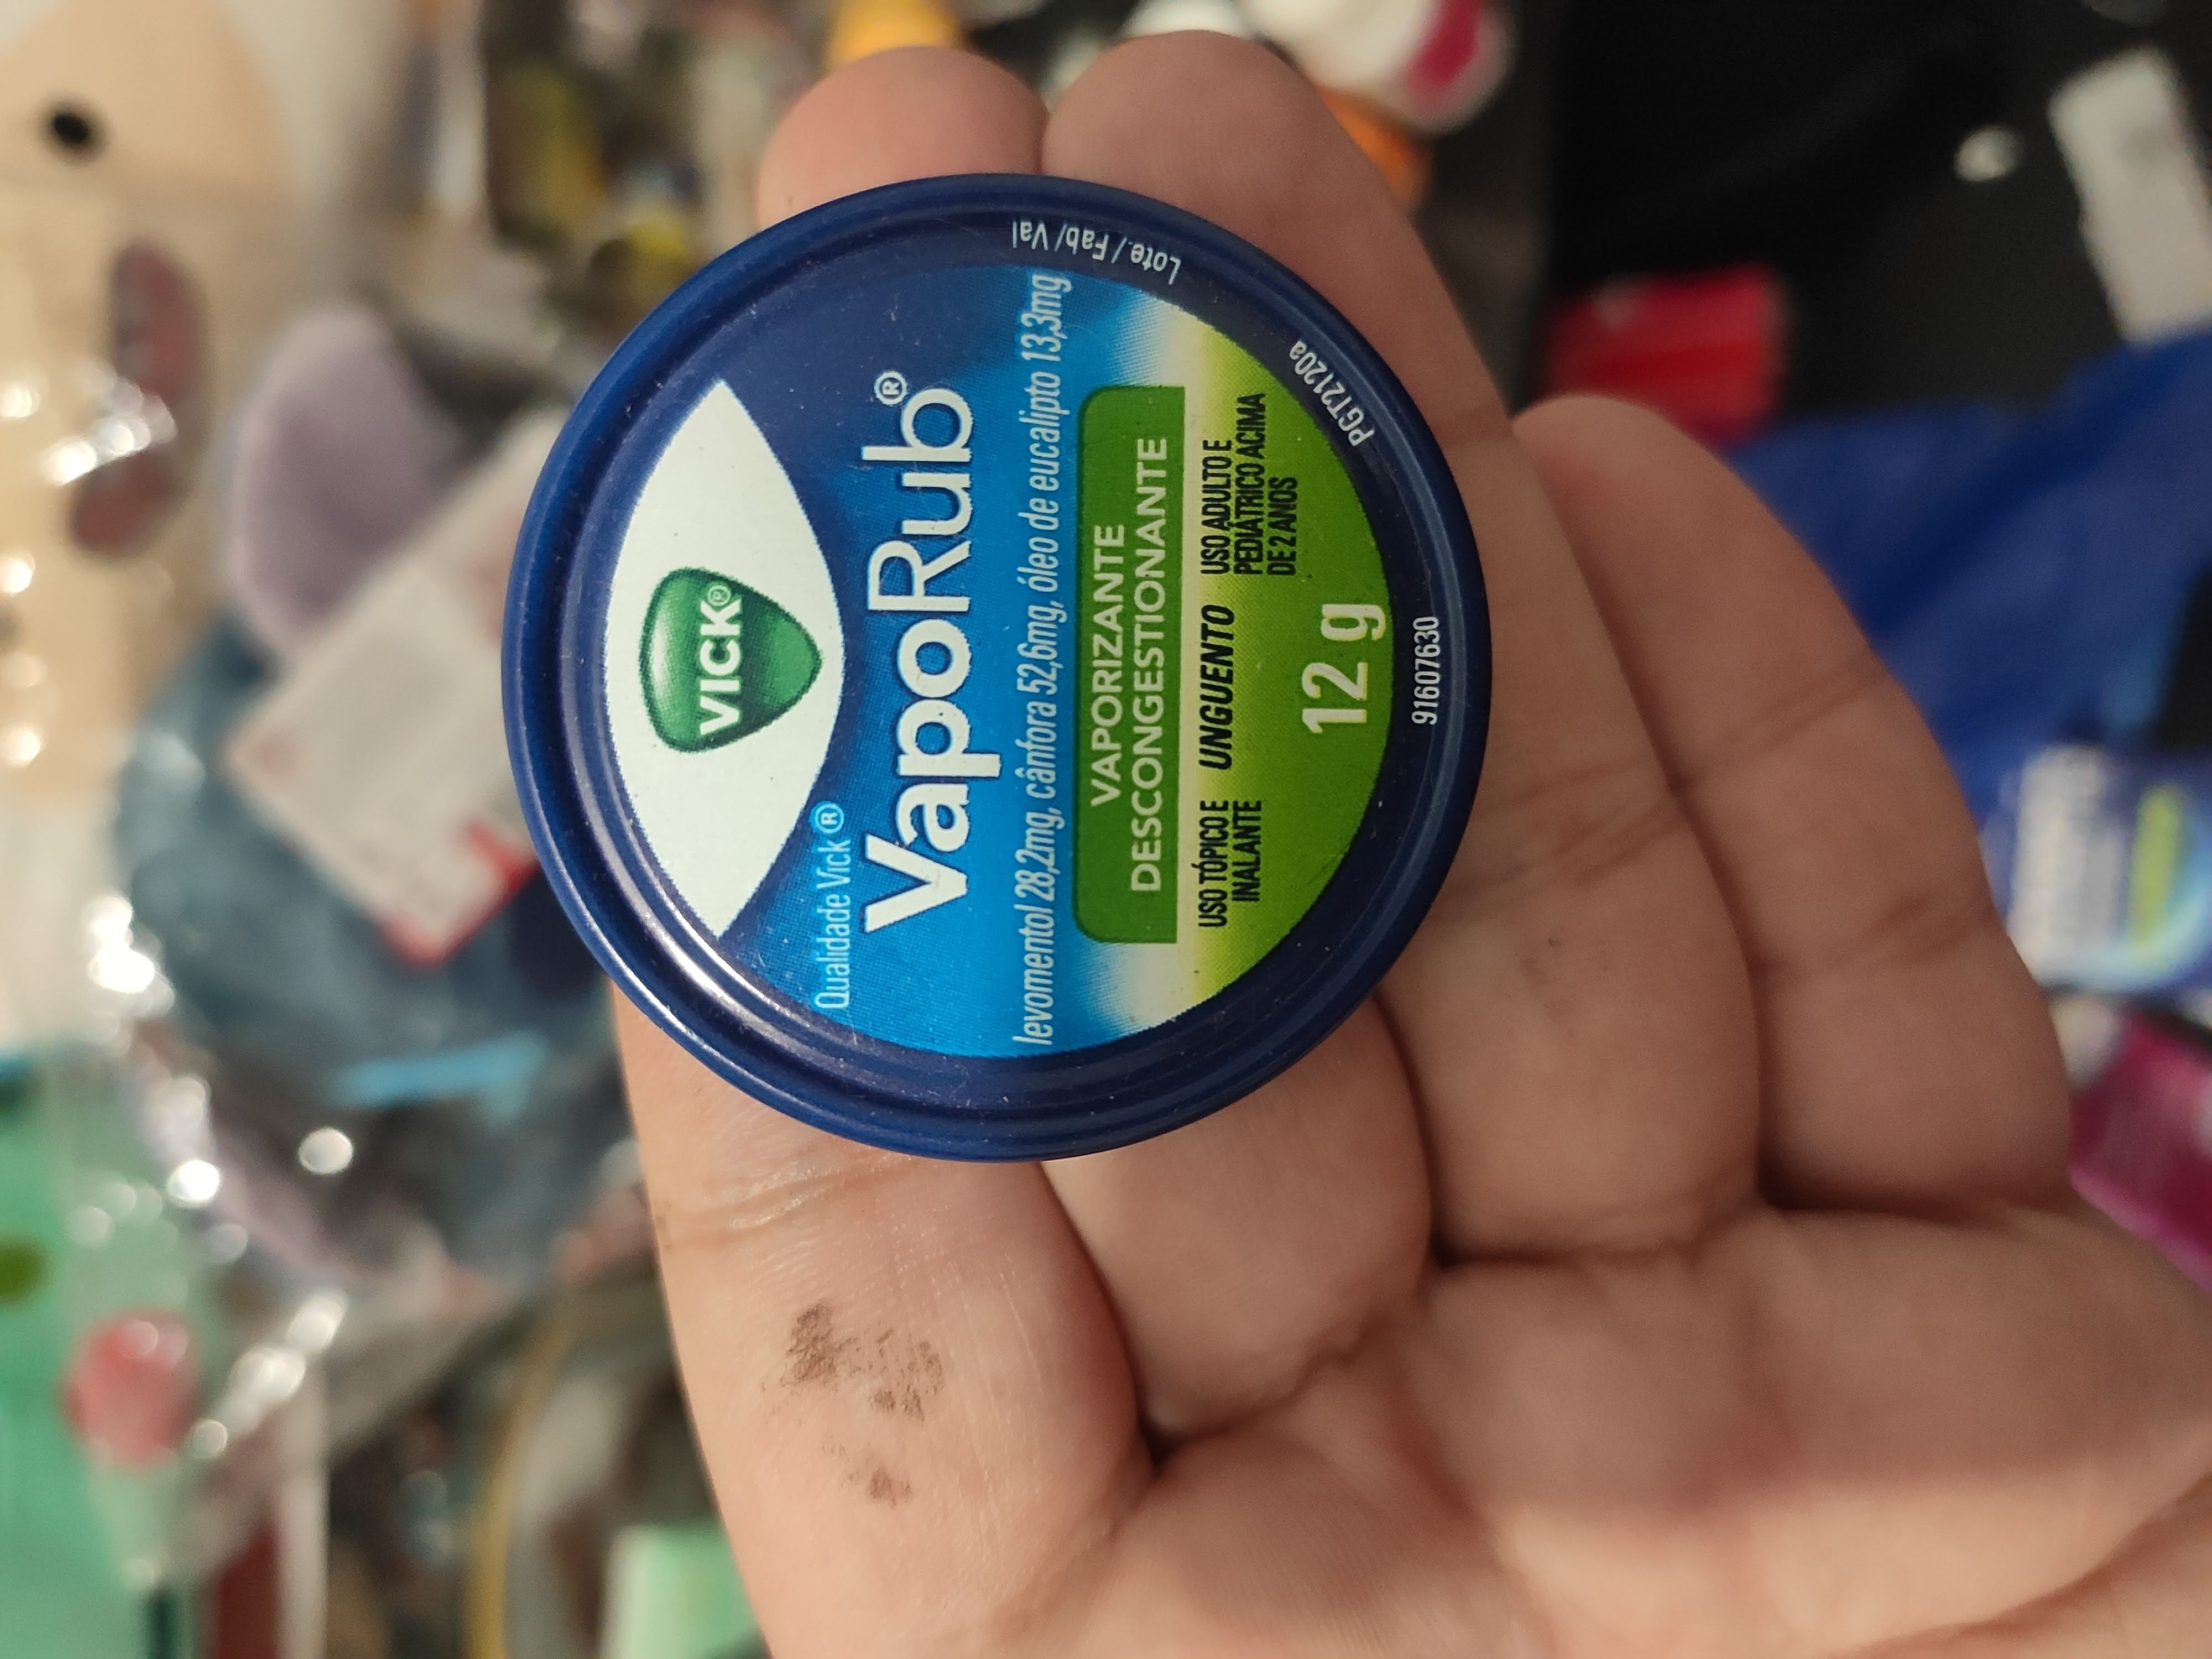 VICK®
Qualidade Vick ®
VapoRub®
levomentol 28,2mg, cânfora 52,6mg, óleo de eucalipto 13,3mg
VAPORIZANTE
DESCONGESTIONANTE
USO TÓPICO E
INALANTE
UNGUENTO
USO ADULTO E
PEDIÁTRICO ACIMA
DE 2 ANOS
12 g
Lote./ Fab/ Val
PGT2120a
91607630